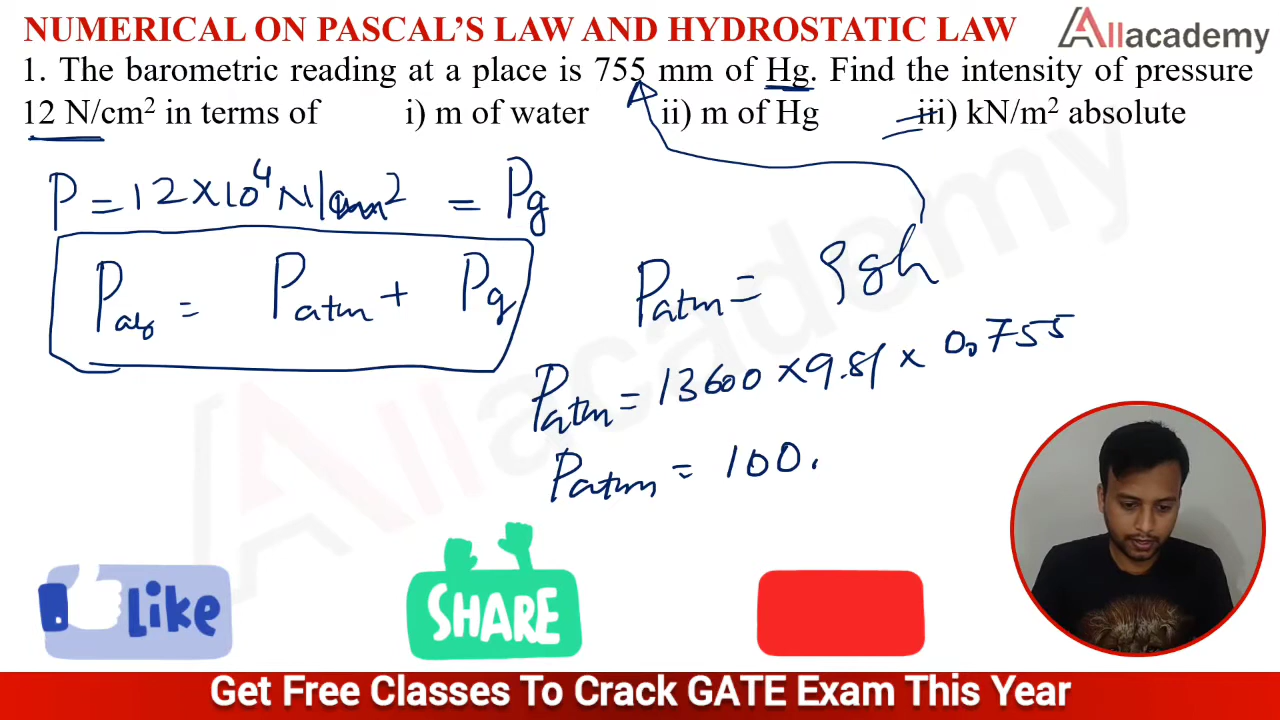 NUMERICAL ON PASCAL'S LAW AND HYDROSTATIC LAW
Allacademy
1. The barometric reading at a place is 755 mm of Hg. Find the intensity of pressure
12 N/cm² in terms of i) m of water ii) m of Hg iii) kN/m² absolute
P = 12 × 10⁴ N/m² = Pg
Pab = Patm + Pg
Patm = ρgh
Patm = 13600 × 9.81 × 0.755
Patm = 100.
Like
SHARE
Get Free Classes To Crack GATE Exam This Year